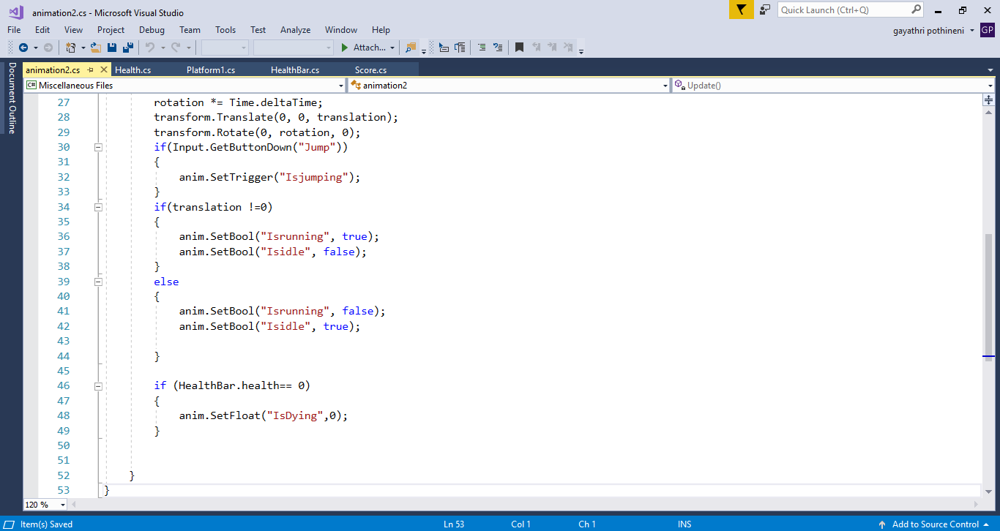 animation2.cs - Microsoft Visual Studio
Quick Launch (Ctrl+Q)
File Edit View Project Debug Team Tools Test Analyze Window Help
gayathri pothineni GP
Attach...
Document Outline
animation2.cs Health.cs Platform1.cs HealthBar.cs Score.cs
C# Miscellaneous Files animation2 Update()
27 rotation *= Time.deltaTime;
28 transform.Translate(0, 0, translation);
29 transform.Rotate(0, rotation, 0);
30 if(Input.GetButtonDown("Jump"))
31 {
32 anim.SetTrigger("Isjumping");
33 }
34 if(translation !=0)
35 {
36 anim.SetBool("Isrunning", true);
37 anim.SetBool("Isidle", false);
38 }
39 else
40 {
41 anim.SetBool("Isrunning", false);
42 anim.SetBool("Isidle", true);
43
44 }
45
46 if (HealthBar.health== 0)
47 {
48 anim.SetFloat("IsDying",0);
49 }
50
51
52 }
53 }
120 %
Item(s) Saved Ln 53 Col 1 Ch 1 INS Add to Source Control